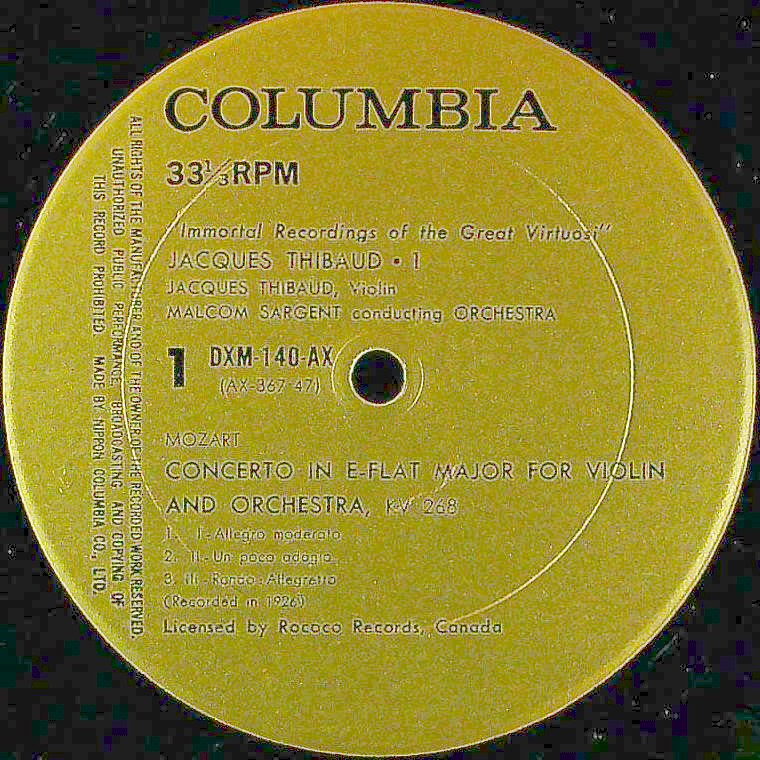 COLUMBIA
33⅓RPM
"Immortal Recordings of the Great Virtuosi"
JACQUES THIBAUD • 1
JACQUES THIBAUD, Violin
MALCOM SARGENT conducting ORCHESTRA
1 DXM-140-AX
(AX-367-47)
MOZART
CONCERTO IN E-FLAT MAJOR FOR VIOLIN
AND ORCHESTRA, KV 268
1. I.-Allegro moderato
2. II.-Un poco adagio
3. III.-Rondo:Allegretto
(Recorded in 1926)
Licensed by Rococo Records, Canada
ALL RIGHTS OF THE MANUFACTURER AND OF THE OWNER OF THE RECORDED WORK RESERVED.
UNAUTHORIZED PUBLIC PERFORMANCE, BROADCASTING AND COPYING OF
THIS RECORD PROHIBITED. MADE BY NIPPON COLUMBIA CO., LTD.